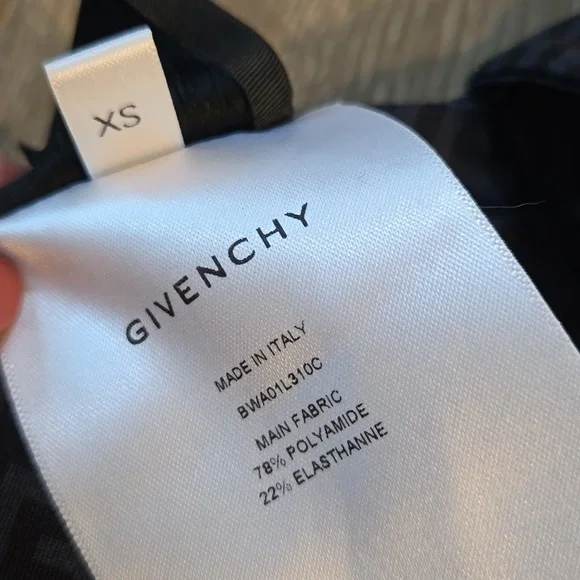 XS
GIVENCHY
MADE IN ITALY
BWA01L310C
MAIN FABRIC
78% POLYAMIDE
22% ELASTHANNE